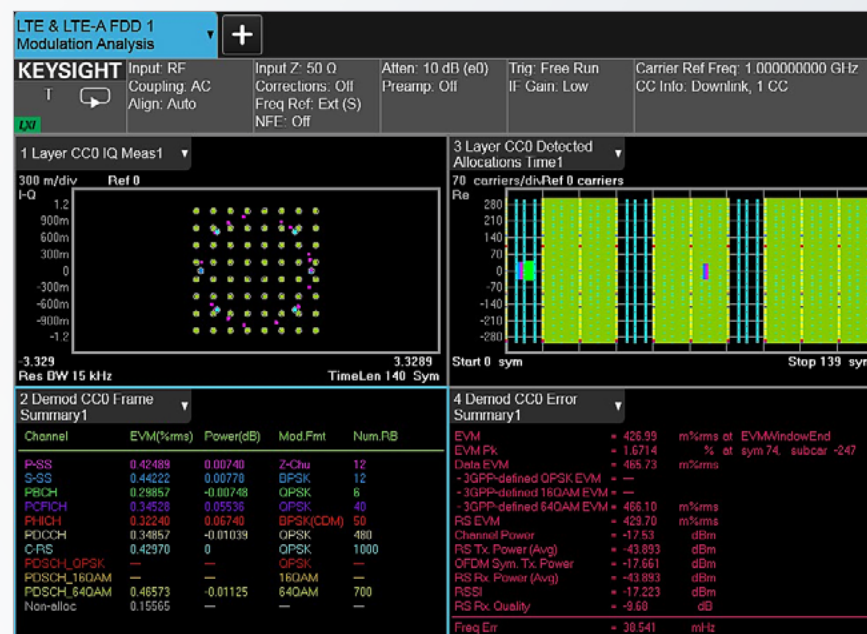 LTE & LTE-A FDD 1
Modulation Analysis
+
KEYSIGHT
T
LXI
Input: RF
Coupling: AC
Align: Auto
Input Z: 50 Ω
Corrections: Off
Freq Ref: Ext (S)
NFE: Off
Atten: 10 dB (e0)
Preamp: Off
Trig: Free Run
IF Gain: Low
Carrier Ref Freq: 1.000000000 GHz
CC Info: Downlink, 1 CC
1 Layer CC0 IQ Meas1
300 m/div Ref 0
I-Q
1.2
900m
600m
300m
0
-300m
-600m
-900m
-1.2
-3.329 3.3289
Res BW 15 kHz TimeLen 140 Sym
3 Layer CC0 Detected
Allocations Time1
70 carriers/div Ref 0 carriers
Re
280
210
140
70
0
-70
-140
-210
-280
Start 0 sym Stop 139 sym
2 Demod CC0 Frame
Summary1
Channel EVM(%rms) Power(dB) Mod.Fmt Num.RB
P-SS 0.42489 0.00740 Z-Chu 12
S-SS 0.44222 0.00778 BPSK 12
PBCH 0.29857 -0.00748 QPSK 6
PCFICH 0.34528 0.05536 QPSK 40
PHICH 0.32240 0.06740 BPSK(CDM) 50
PDCCH 0.34857 -0.01039 QPSK 480
C-RS 0.42970 0 QPSK 1000
PDSCH_QPSK — — QPSK —
PDSCH_16QAM — — 16QAM —
PDSCH_64QAM 0.46573 -0.01125 64QAM 700
Non-alloc 0.15565 — — —
4 Demod CC0 Error
Summary1
EVM = 426.99 m%rms at EVMWindowEnd
EVM Pk = 1.6714 % at sym 74, subcar -247
Data EVM = 465.73 m%rms
- 3GPP-defined QPSK EVM = —
- 3GPP-defined 16QAM EVM = —
- 3GPP-defined 64QAM EVM = 466.10 m%rms
RS EVM = 429.70 m%rms
Channel Power = -17.53 dBm
RS Tx. Power (Avg) = -43.893 dBm
OFDM Sym. Tx. Power = -17.661 dBm
RS Rx. Power (Avg) = -43.893 dBm
RSSI = -17.223 dBm
RS Rx. Quality = -9.60 dB
Freq Err = 38.541 mHz